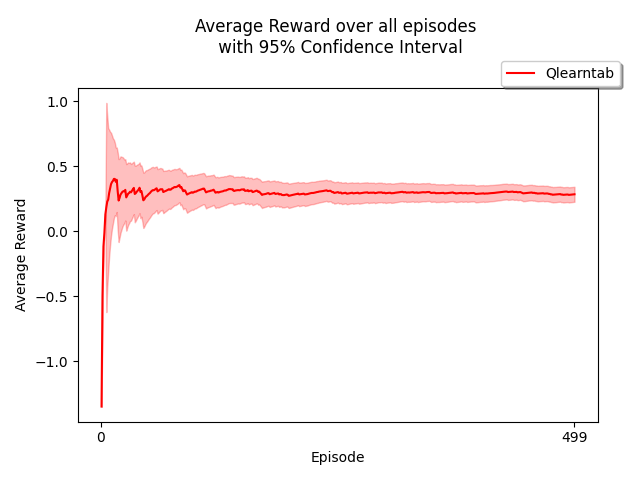 Average Reward over all episodes
with 95% Confidence Interval
Qlearntab
1.0
0.5
0.0
−0.5
−1.0
Average Reward
0
499
Episode